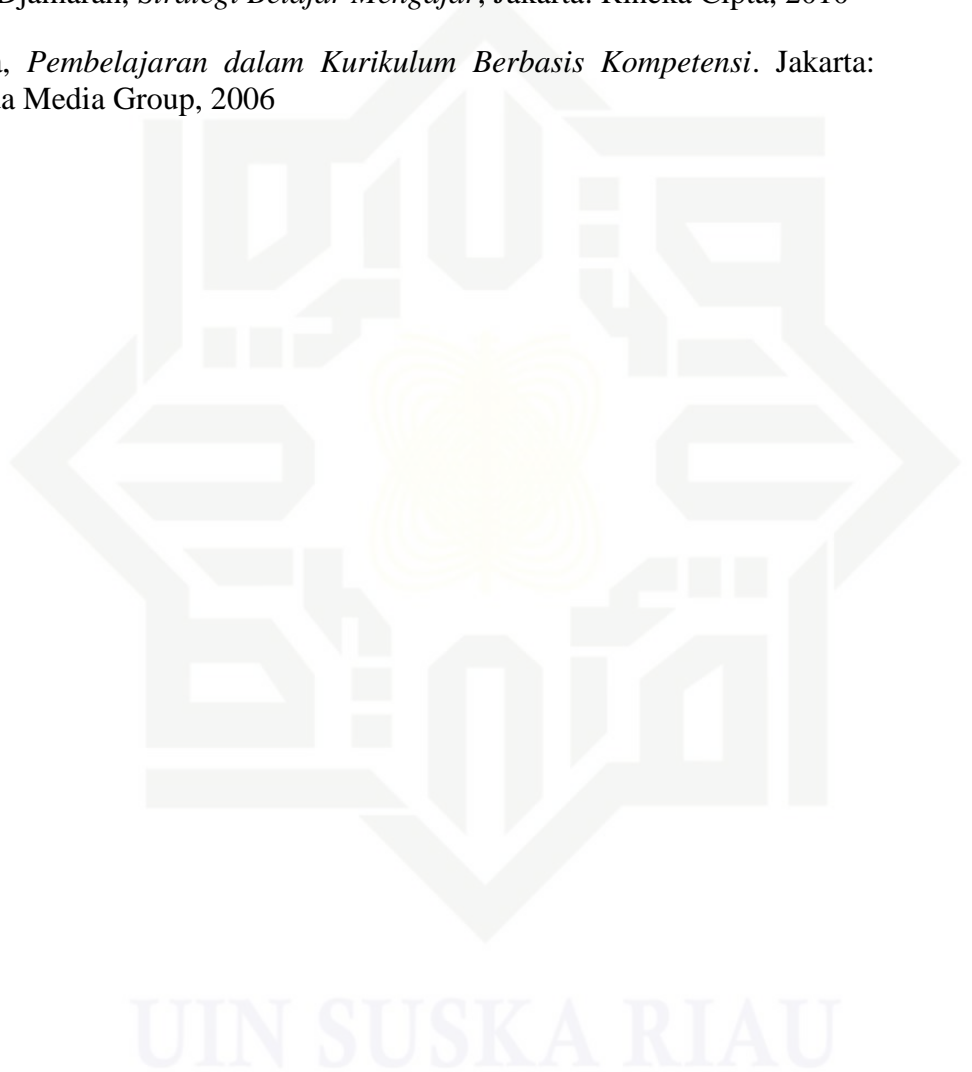 Djamarah, Strategi Belajar Mengajar, Jakarta: Rineka Cipta, 2010
Pembelajaran dalam Kurikulum Berbasis Kompetensi. Jakarta:
Media Group, 2006
UIN SUSKA RIAU